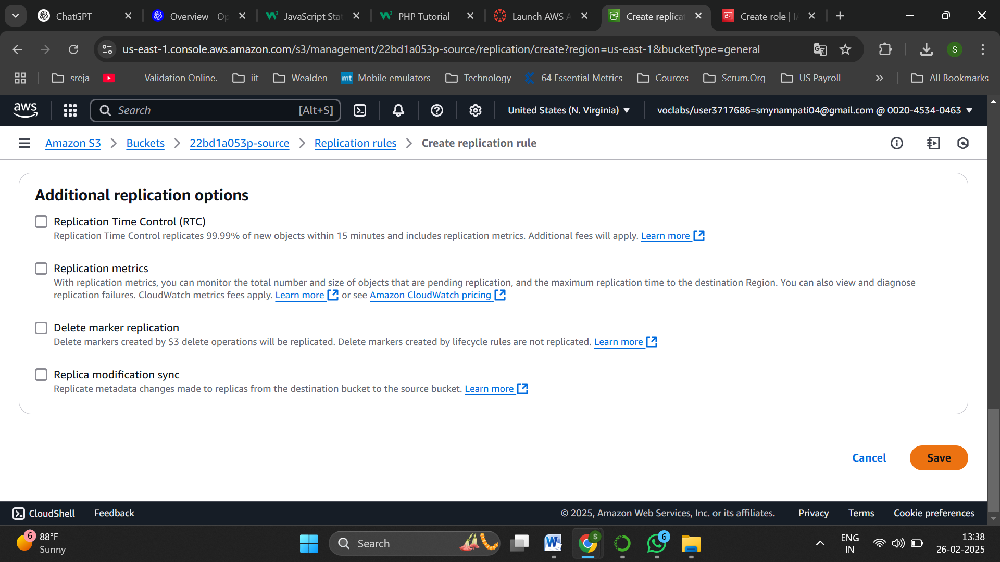 ChatGPT
Overview - Op
JavaScript Sta
PHP Tutorial
Launch AWS A
Create replicat
Create role | IA
us-east-1.console.aws.amazon.com/s3/management/22bd1a053p-source/replication/create?region=us-east-1&bucketType=general
S
sreja
Validation Online.
iit
Wealden
mt
Mobile emulators
Technology
64 Essential Metrics
Cources
Scrum.Org
US Payroll
All Bookmarks
aws
Search
[Alt+S]
United States (N. Virginia)
voclabs/user3717686=smynampati04@gmail.com @ 0020-4534-0463
Amazon S3
Buckets
22bd1a053p-source
Replication rules
Create replication rule
Additional replication options
Replication Time Control (RTC)
Replication Time Control replicates 99.99% of new objects within 15 minutes and includes replication metrics. Additional fees will apply. Learn more
Replication metrics
With replication metrics, you can monitor the total number and size of objects that are pending replication, and the maximum replication time to the destination Region. You can also view and diagnose
replication failures. CloudWatch metrics fees apply. Learn more or see Amazon CloudWatch pricing
Delete marker replication
Delete markers created by S3 delete operations will be replicated. Delete markers created by lifecycle rules are not replicated. Learn more
Replica modification sync
Replicate metadata changes made to replicas from the destination bucket to the source bucket. Learn more
Cancel
Save
CloudShell
Feedback
© 2025, Amazon Web Services, Inc. or its affiliates.
Privacy
Terms
Cookie preferences
6
88°F
Sunny
Search
W
S
6
ENG
IN
13:38
26-02-2025